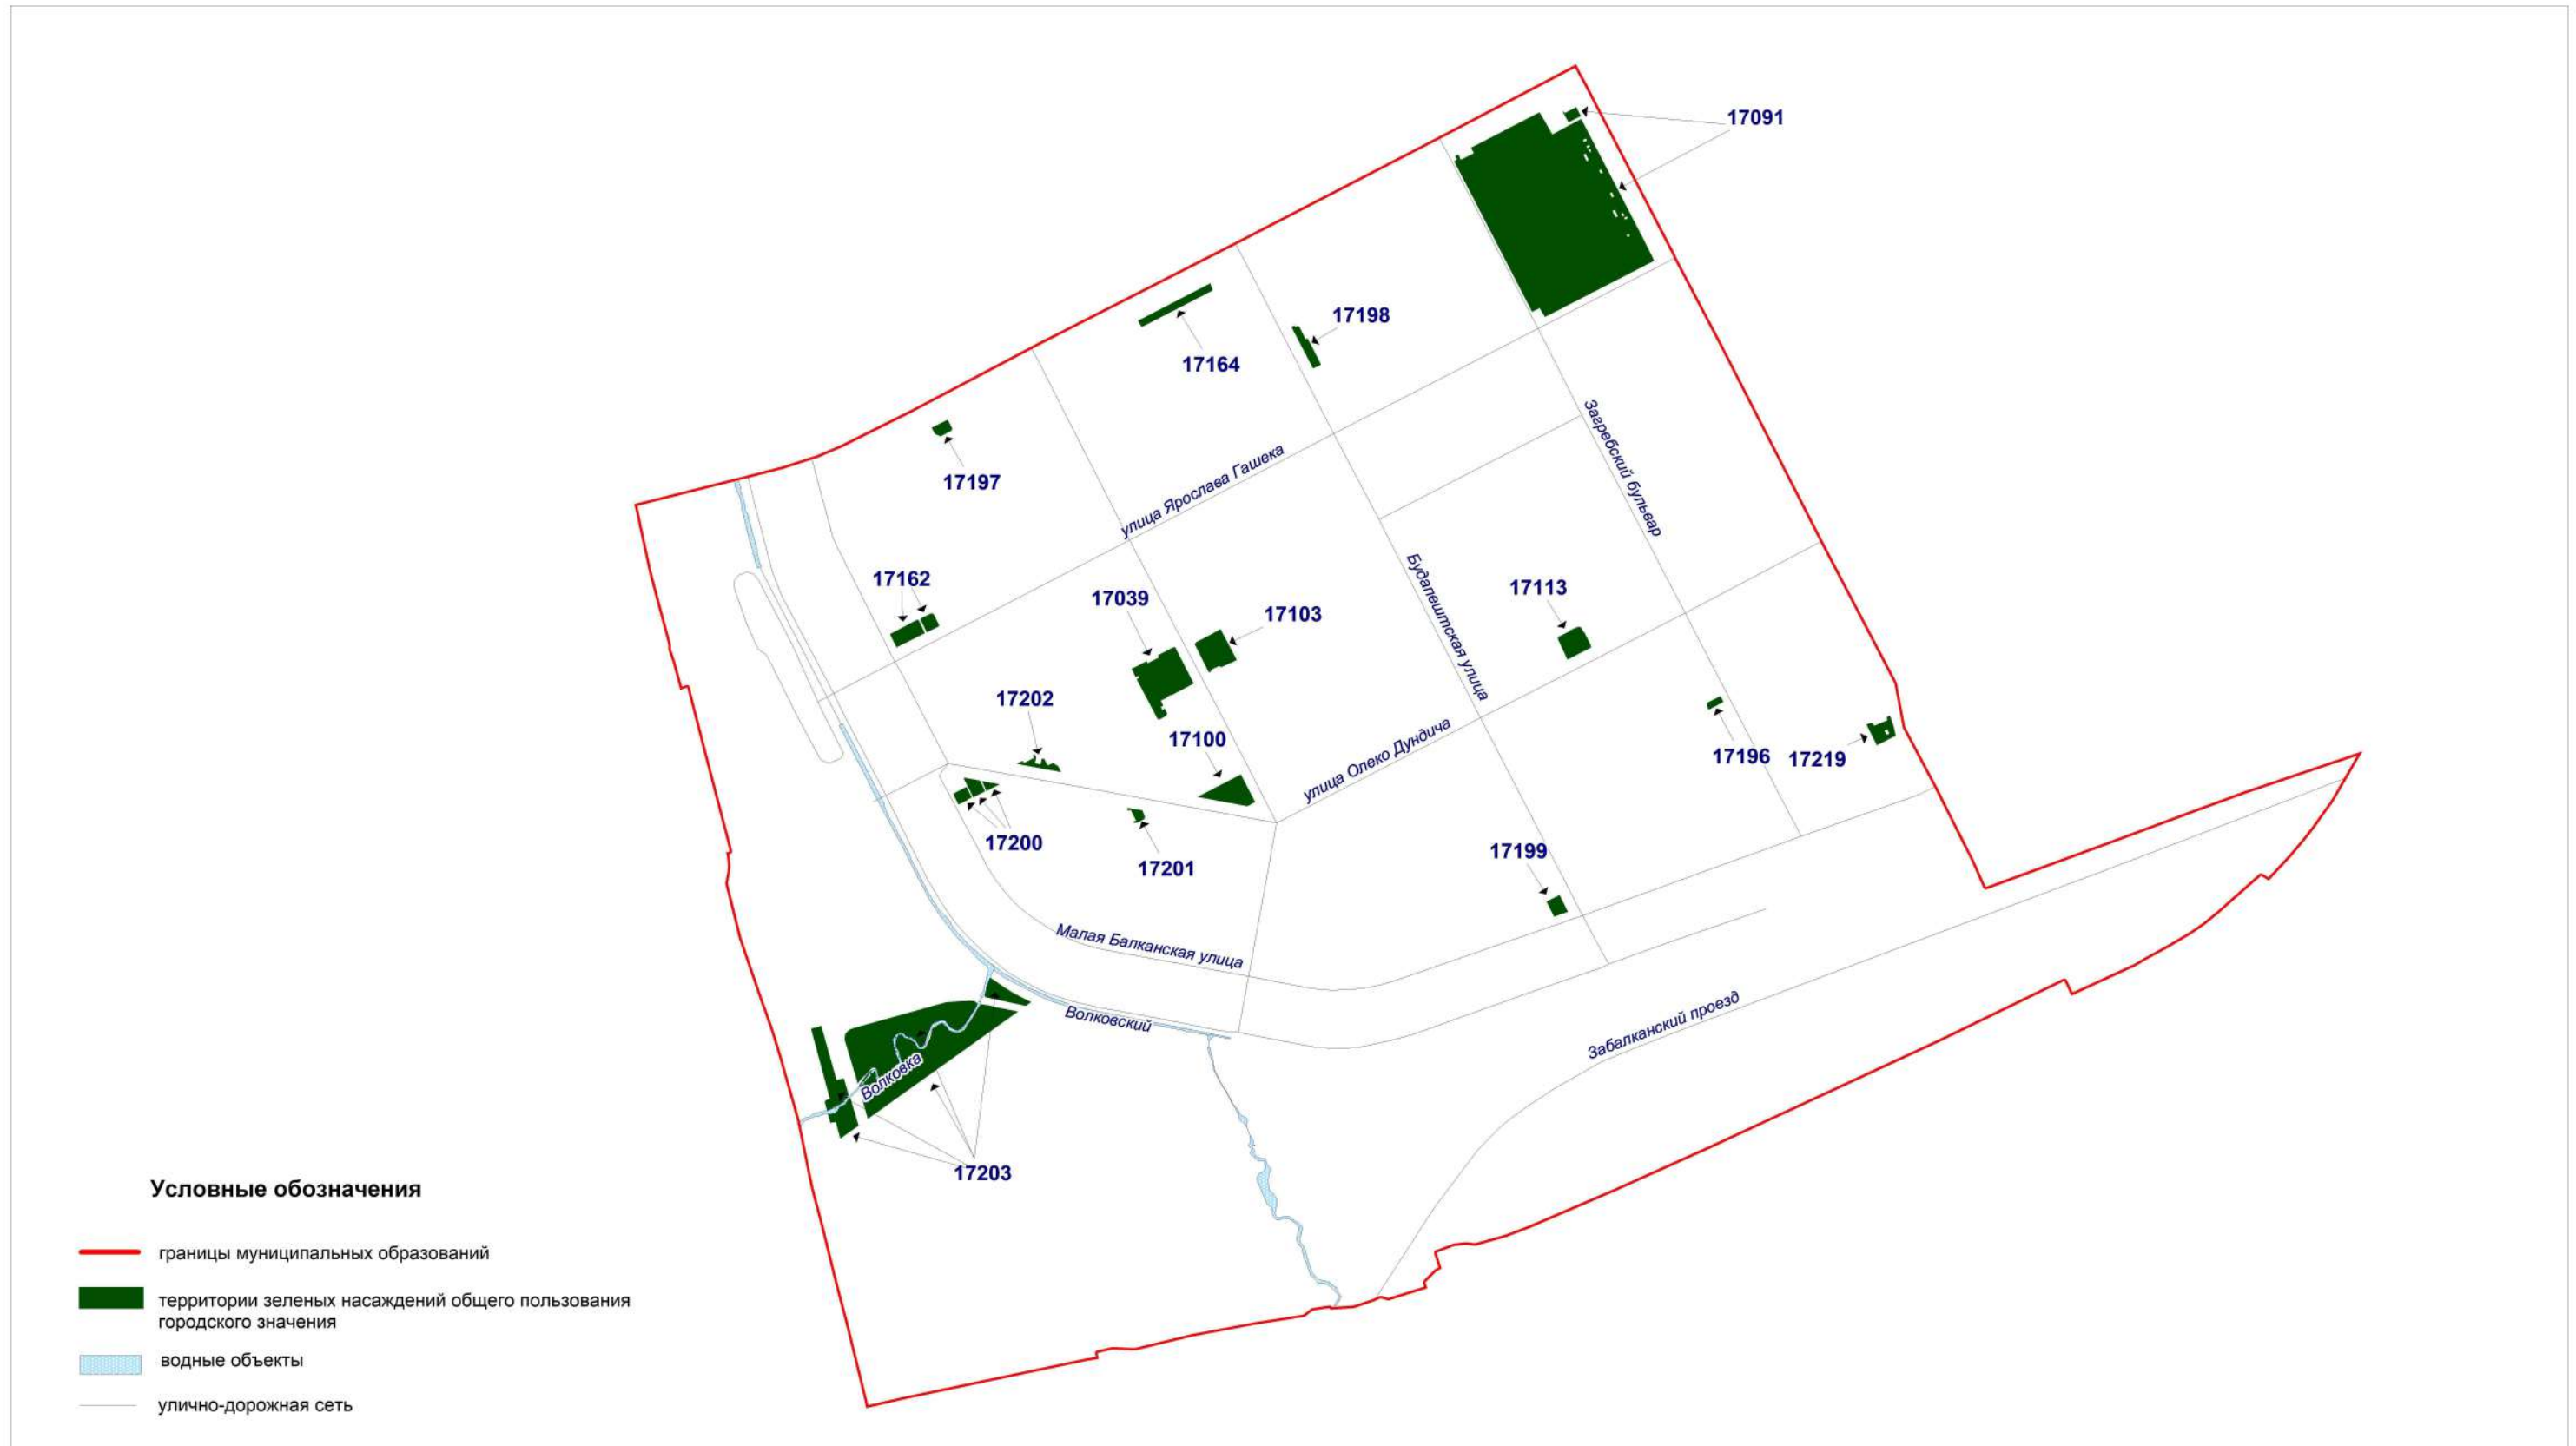 17091
17198
17164
17197
Загребский бульвар
улица Ярослава Гашека
17162
17039
17103
17113
Будапештская улица
17202
17100
улица Олеко Дундича
17196
17219
17200
17201
17199
Малая Балканская улица
Волковский
Забалканский проезд
Волковка
17203
Условные обозначения
границы муниципальных образований
территории зеленых насаждений общего пользования
городского значения
водные объекты
улично-дорожная сеть